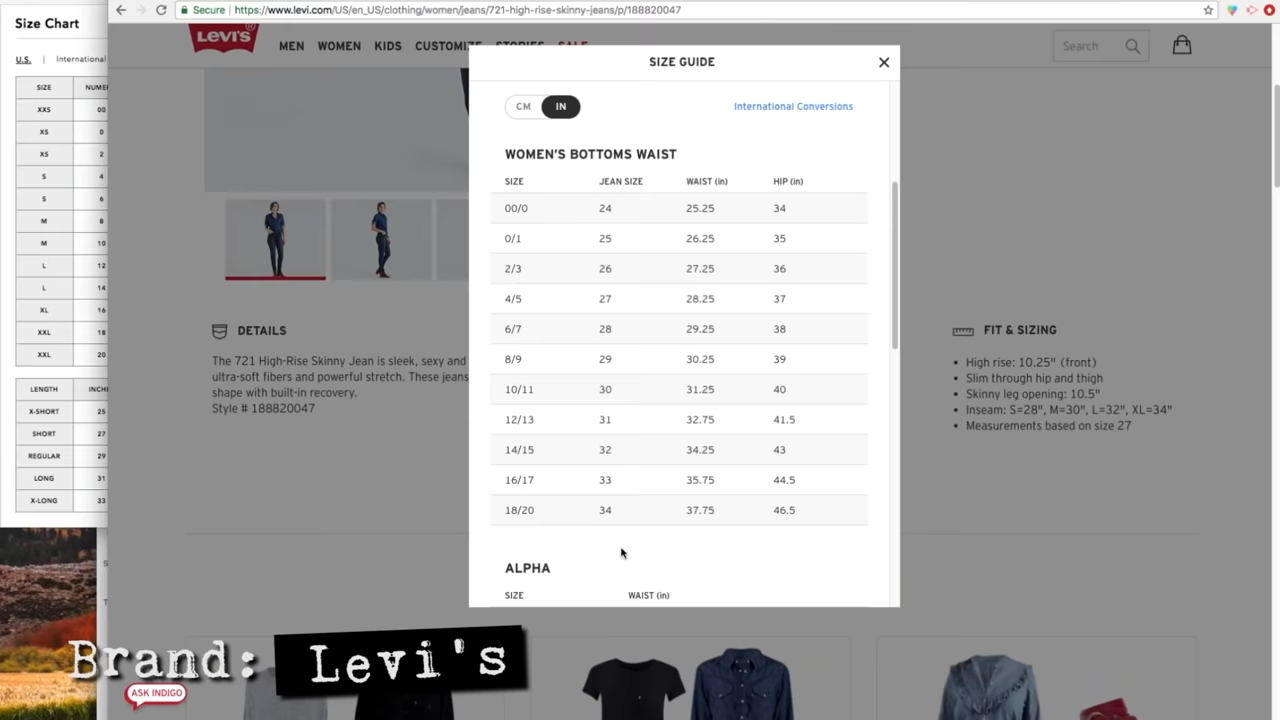 Size Chart
U.S. | International
SIZE NUME
XXS 00
XS 0
XS 2
S 4
S 6
M 8
M 10
L 12
L 14
XL 16
XXL 18
XXL 20
LENGTH INCH
X-SHORT 25
SHORT 27
REGULAR 29
LONG 31
X-LONG 33
Secure https://www.levi.com/US/en_US/clothing/women/jeans/721-high-rise-skinny-jeans/p/188820047
LEVI'S
MEN WOMEN KIDS CUSTOMIZE STORIES SALE
Search
SIZE GUIDE
CM IN
International Conversions
WOMEN'S BOTTOMS WAIST
SIZE JEAN SIZE WAIST (in) HIP (in)
00/0 24 25.25 34
0/1 25 26.25 35
2/3 26 27.25 36
4/5 27 28.25 37
6/7 28 29.25 38
8/9 29 30.25 39
10/11 30 31.25 40
12/13 31 32.75 41.5
14/15 32 34.25 43
16/17 33 35.75 44.5
18/20 34 37.75 46.5
ALPHA
SIZE WAIST (in)
DETAILS
The 721 High-Rise Skinny Jean is sleek, sexy and
ultra-soft fibers and powerful stretch. These jeans
shape with built-in recovery.
Style # 188820047
FIT & SIZING
• High rise: 10.25" (front)
• Slim through hip and thigh
• Skinny leg opening: 10.5"
• Inseam: S=28", M=30", L=32", XL=34"
• Measurements based on size 27
Brand: Levi's
ASK INDIGO